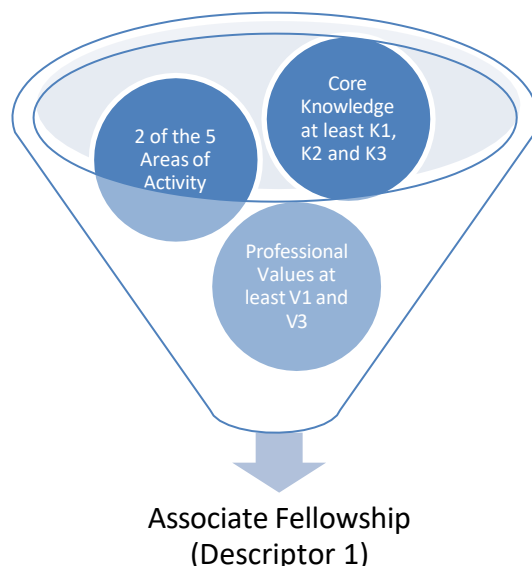 2 of the 5
Areas of
Activity
Core
Knowledge
at least K1,
K2 and K3
Professional
Values at
least V1 and
V3
Associate Fellowship
(Descriptor 1)